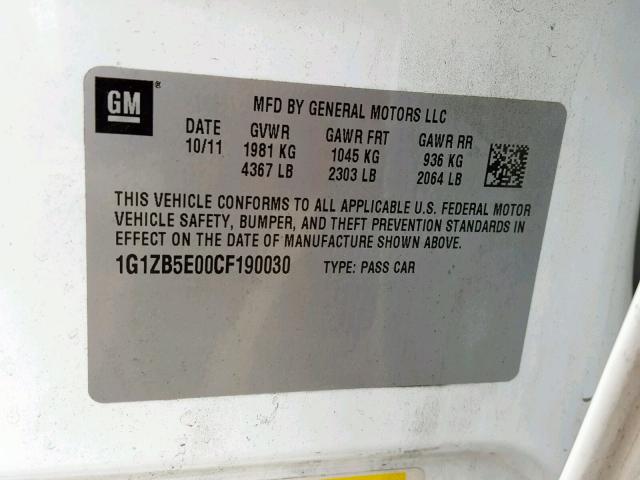 GM ®
MFD BY GENERAL MOTORS LLC
DATE GVWR GAWR FRT GAWR RR
10/11 1981 KG 1045 KG 936 KG
4367 LB 2303 LB 2064 LB
THIS VEHICLE CONFORMS TO ALL APPLICABLE U.S. FEDERAL MOTOR
VEHICLE SAFETY, BUMPER, AND THEFT PREVENTION STANDARDS IN
EFFECT ON THE DATE OF MANUFACTURE SHOWN ABOVE.
1G1ZB5E00CF190030 TYPE: PASS CAR